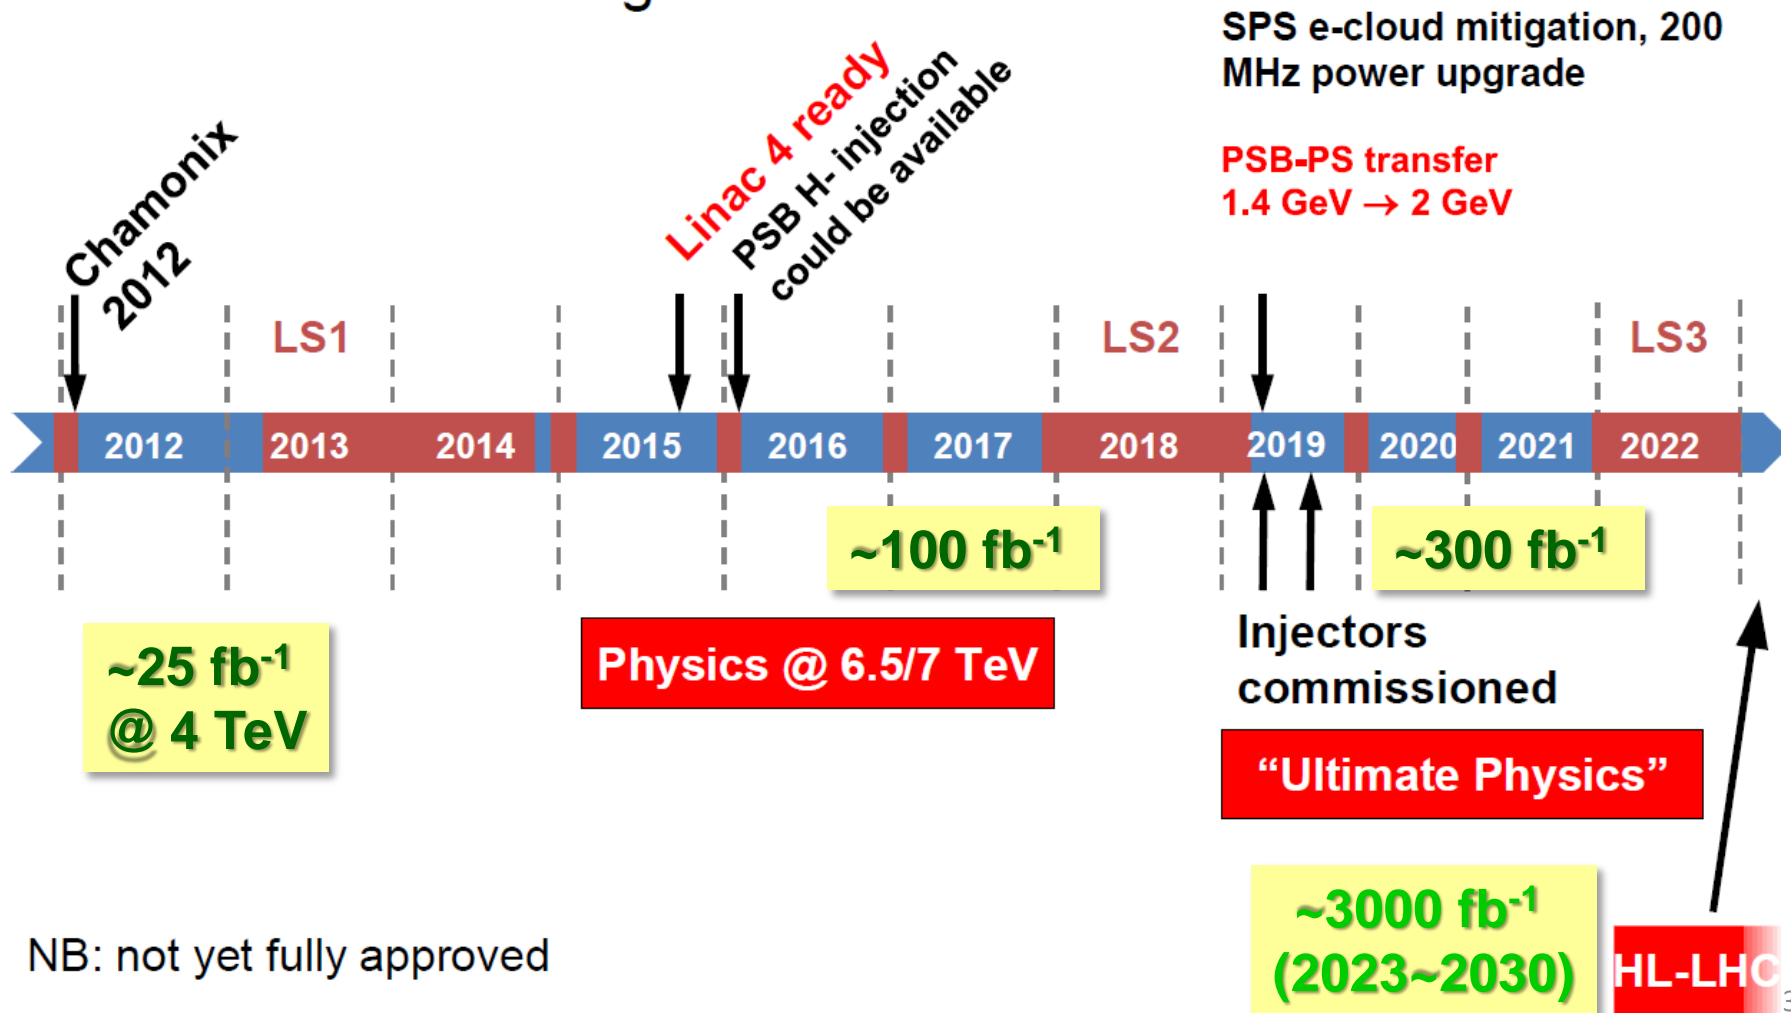 SPS e-cloud mitigation, 200
MHz power upgrade
PSB-PS transfer
1.4 GeV → 2 GeV
Chamonix
2012
Linac 4 ready
PSB H- injection
could be available
LS1
LS2
LS3
2012 2013 2014 2015 2016 2017 2018 2019 2020 2021 2022
~100 fb-1
~300 fb-1
~25 fb-1
@ 4 TeV
Physics @ 6.5/7 TeV
Injectors
commissioned
“Ultimate Physics”
~3000 fb-1
(2023~2030)
HL-LHC
NB: not yet fully approved